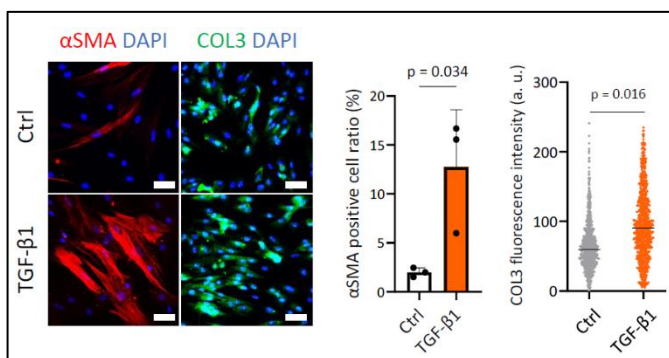 αSMA DAPI
COL3 DAPI
Ctrl
TGF-β1
p = 0.034
αSMA positive cell ratio (%)
20
15
10
5
0
Ctrl
TGF-β1
p = 0.016
COL3 fluorescence intensity (a. u.)
300
200
100
0
Ctrl
TGF-β1